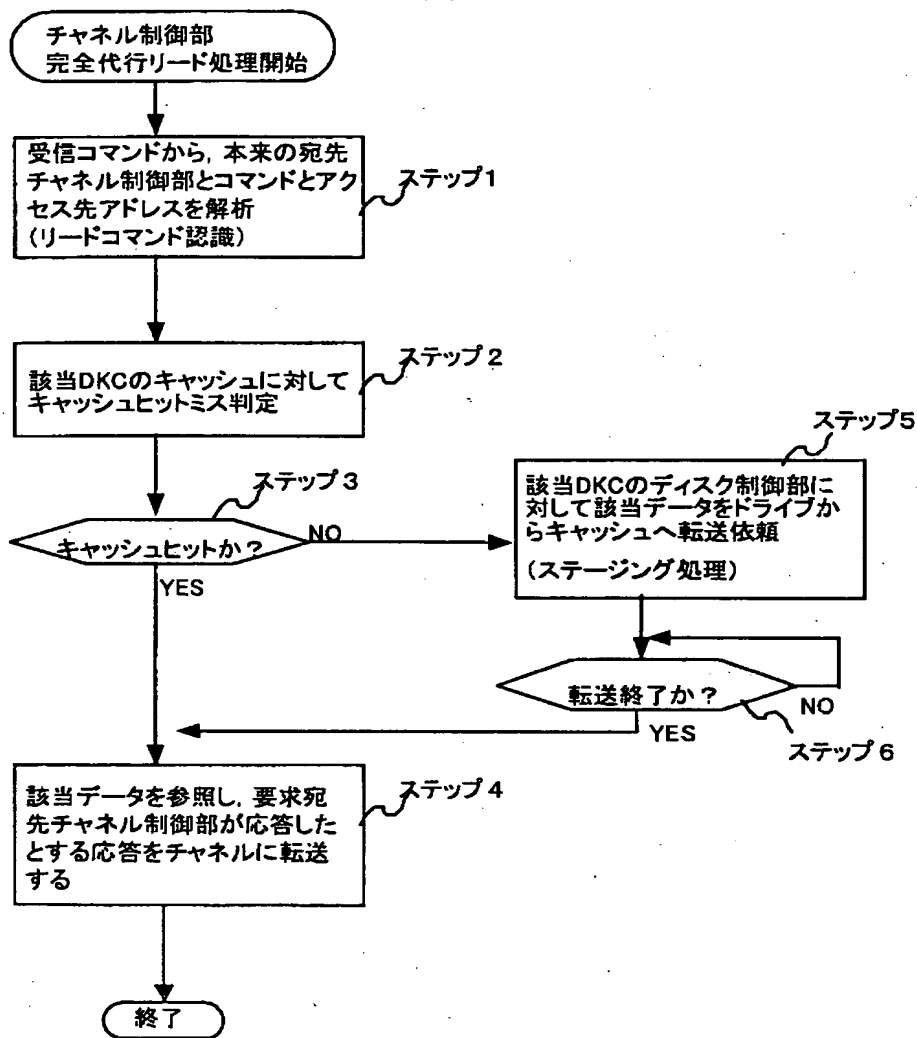 チャネル制御部
完全代行リード処理開始
受信コマンドから,本来の宛先
チャネル制御部とコマンドとアク
セス先アドレスを解析
(リードコマンド認識)
ステップ1
該当DKCのキャッシュに対して
キャッシュヒットミス判定
ステップ2
ステップ3
キャッシュヒットか?
NO
YES
ステップ5
該当DKCのディスク制御部に
対して該当データをドライブか
らキャッシュへ転送依頼
(ステージング処理)
転送終了か?
NO
YES
ステップ6
該当データを参照し,要求宛
先チャネル制御部が応答した
とする応答をチャネルに転送
する
ステップ4
終了